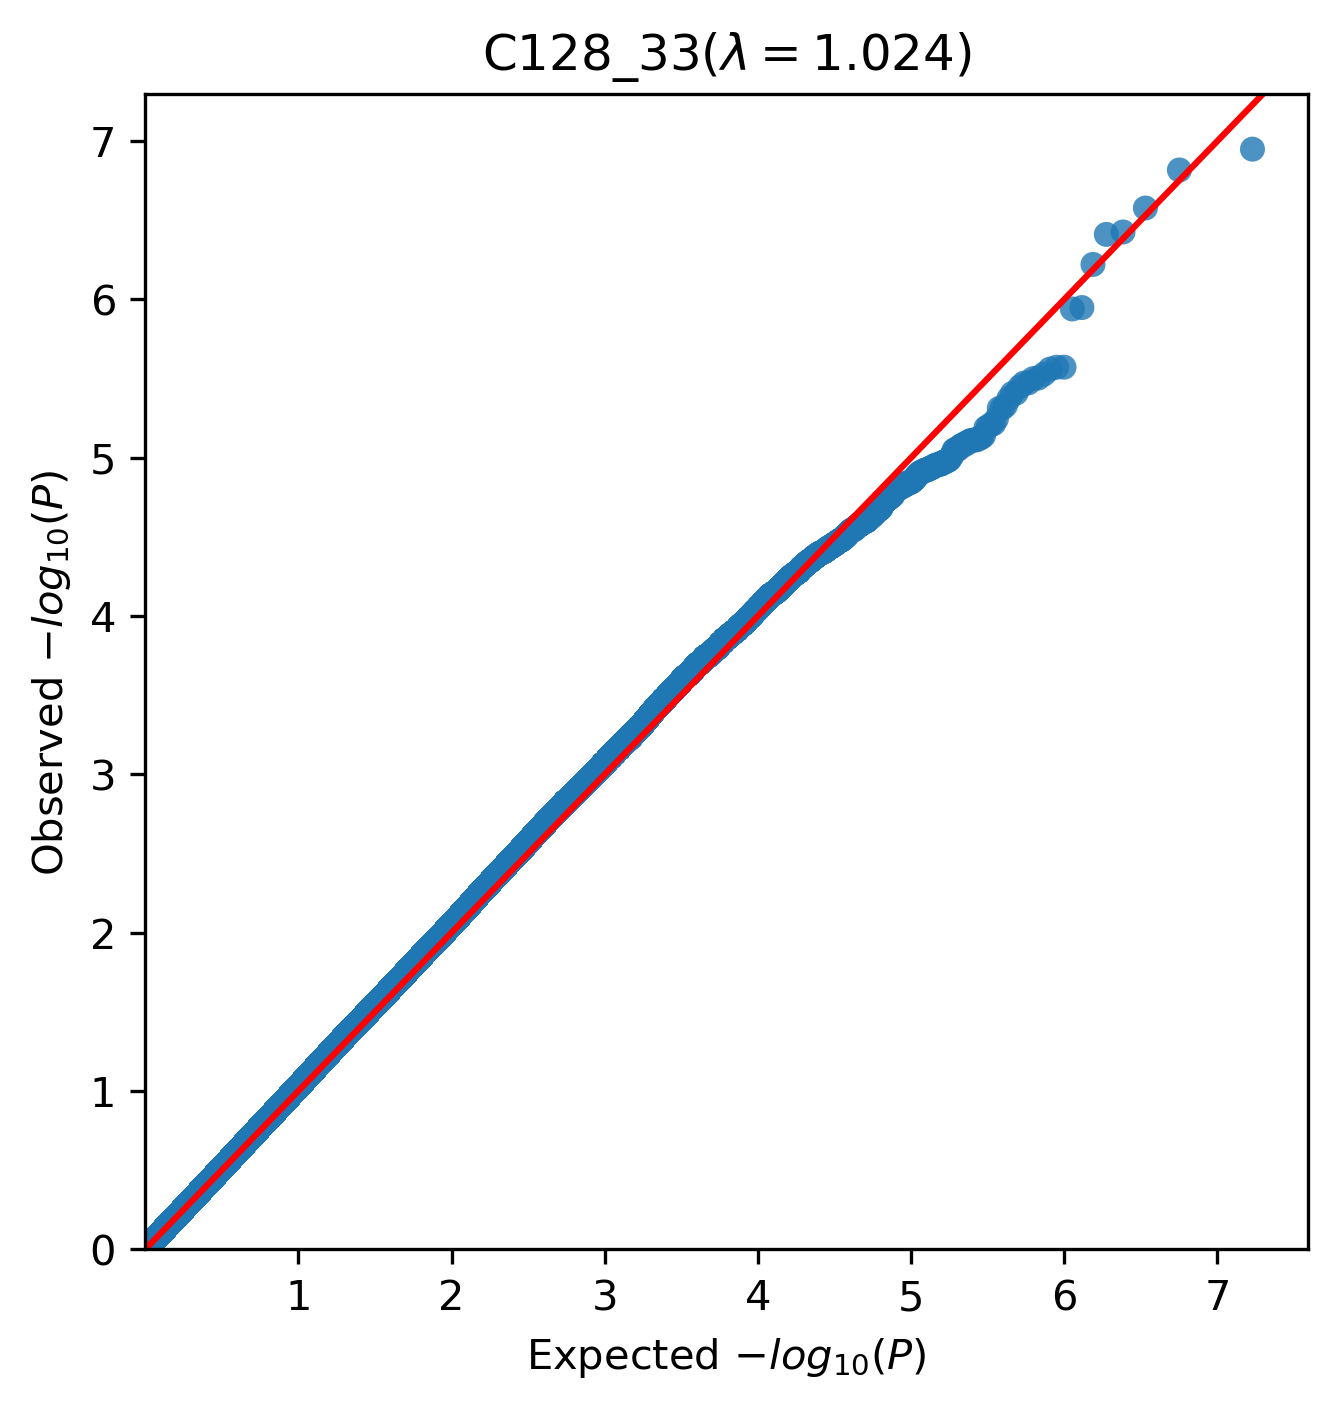 C128_33(λ = 1.024)
Observed −log₁₀(P)
7
6
5
4
3
2
1
0
1 2 3 4 5 6 7
Expected −log₁₀(P)